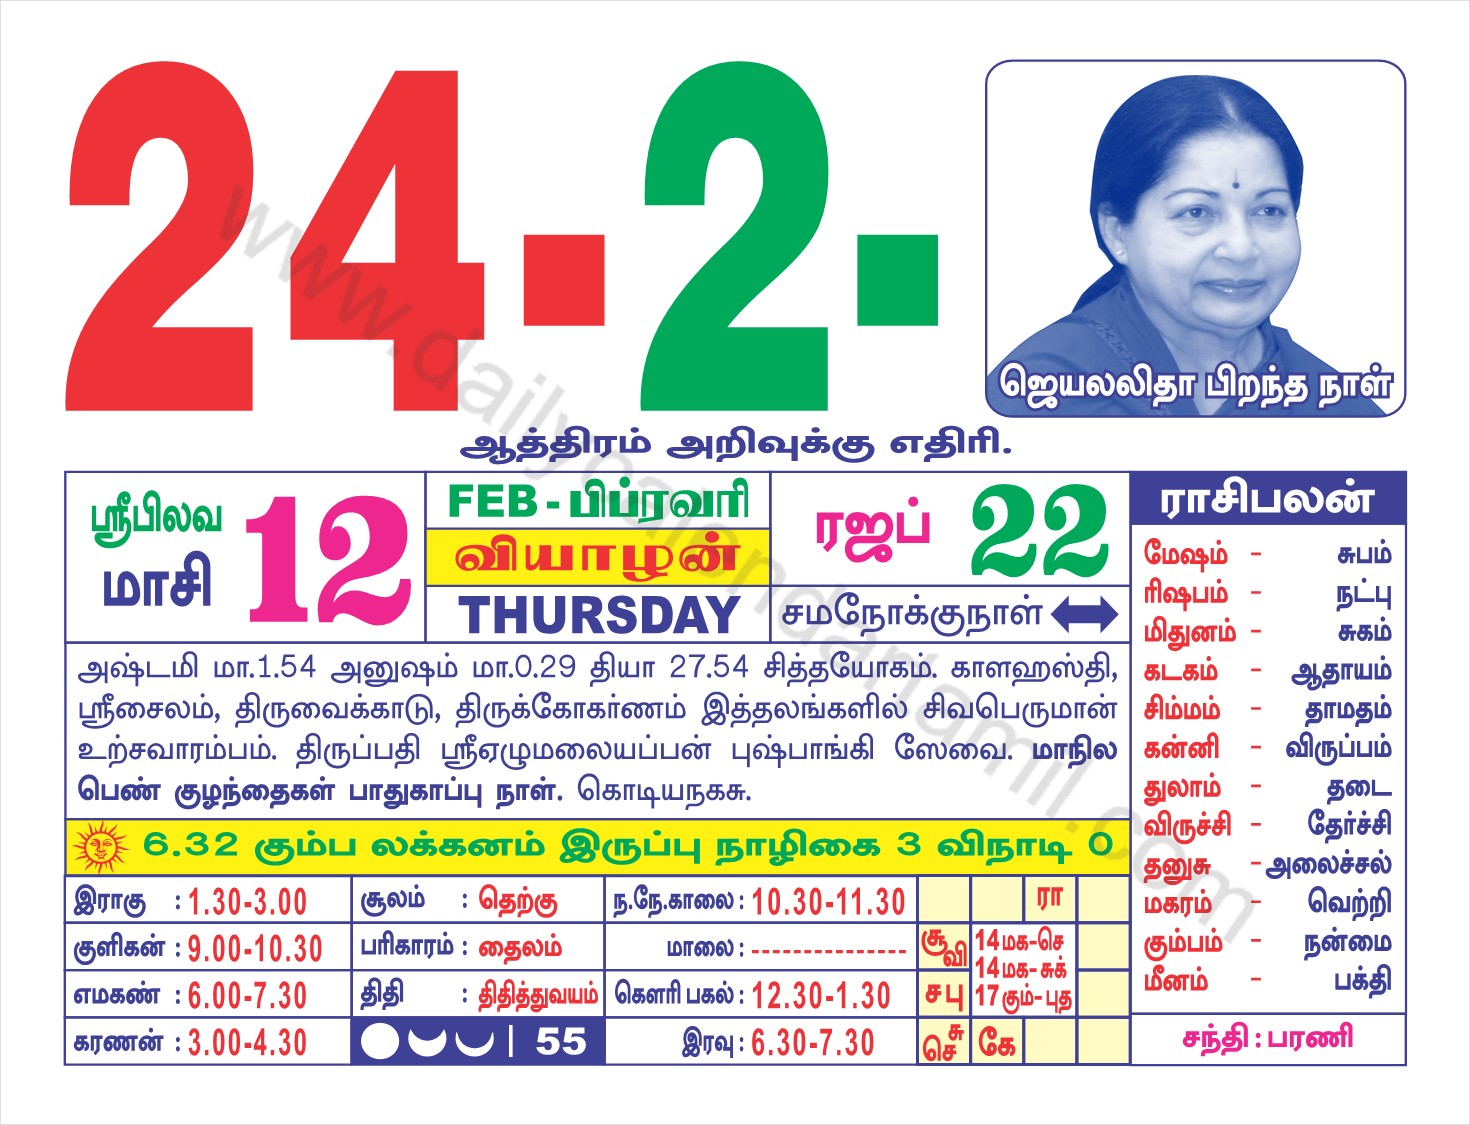 24-2-
ஜெயலலிதா பிறந்த நாள்
ஆத்திரம் அறிவுக்கு எதிரி.
ஸ்ரீபிலவ
மாசி
12
FEB - பிப்ரவரி
வியாழன்
THURSDAY
ரஜப் 22
சமநோக்குநாள்
அஷ்டமி மா.1.54 அனுஷம் மா.0.29 தியா 27.54 சித்தயோகம். காளஹஸ்தி,
ஸ்ரீசைலம், திருவைக்காடு, திருக்கோகர்ணம் இத்தலங்களில் சிவபெருமான்
உற்சவாரம்பம். திருப்பதி ஸ்ரீஏழுமலையப்பன் புஷ்பாங்கி ஸேவை. மாநில
பெண் குழந்தைகள் பாதுகாப்பு நாள். கொடியநகசு.
6.32 கும்ப லக்கனம் இருப்பு நாழிகை 3 விநாடி 0
இராகு : 1.30-3.00
குளிகன் : 9.00-10.30
எமகண் : 6.00-7.30
கரணன் : 3.00-4.30
சூலம் : தெற்கு
பரிகாரம் : தைலம்
திதி : திதித்துவயம்
55
ந.நே.காலை : 10.30-11.30
மாலை : ---------------
கௌரி பகல் : 12.30-1.30
இரவு : 6.30-7.30
ரா
சூ
வி
14 மக-செ
14 மக-சுக்
17 கும்-புத
ச பு
சு
செ
கே
ராசிபலன்
மேஷம் - சுபம்
ரிஷபம் - நட்பு
மிதுனம் - சுகம்
கடகம் - ஆதாயம்
சிம்மம் - தாமதம்
கன்னி - விருப்பம்
துலாம் - தடை
விருச்சி - தேர்ச்சி
தனுசு - அலைச்சல்
மகரம் - வெற்றி
கும்பம் - நன்மை
மீனம் - பக்தி
சந்தி : பரணி
www.dailycalendartamil.com